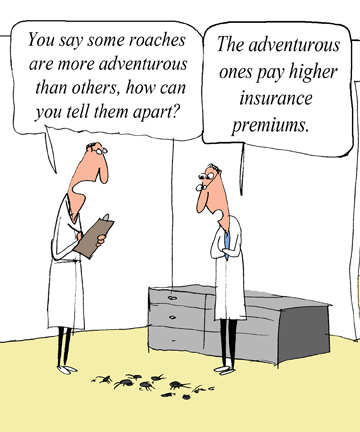 You say some roaches
are more adventurous
than others, how can
you tell them apart?
The adventurous
ones pay higher
insurance
premiums.